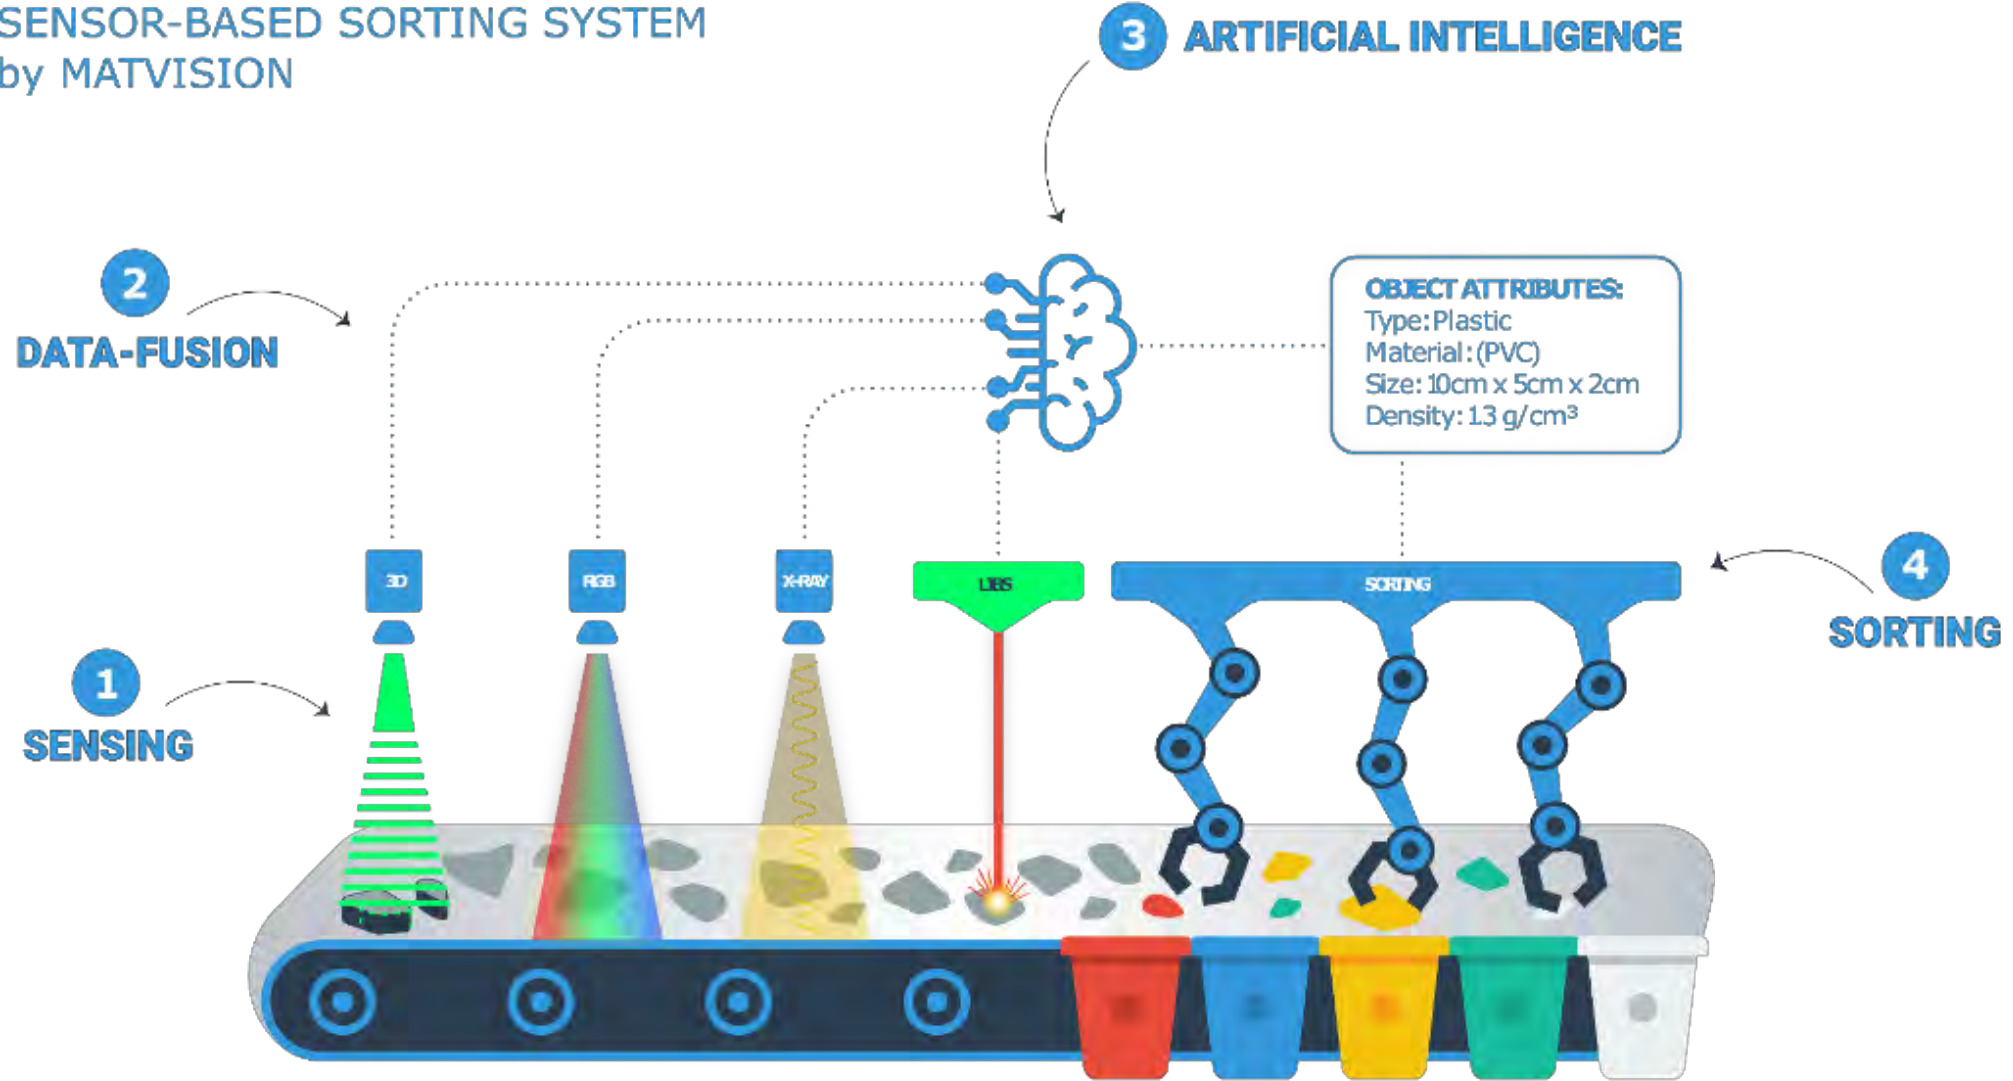 SENSOR-BASED SORTING SYSTEM
by MATVISION
3 ARTIFICIAL INTELLIGENCE
2
DATA-FUSION
OBJECT ATTRIBUTES:
Type: Plastic
Material: (PVC)
Size: 10cm x 5cm x 2cm
Density: 1.3 g/cm³
3D
RGB
X-RAY
LIBS
SORTING
4
SORTING
1
SENSING